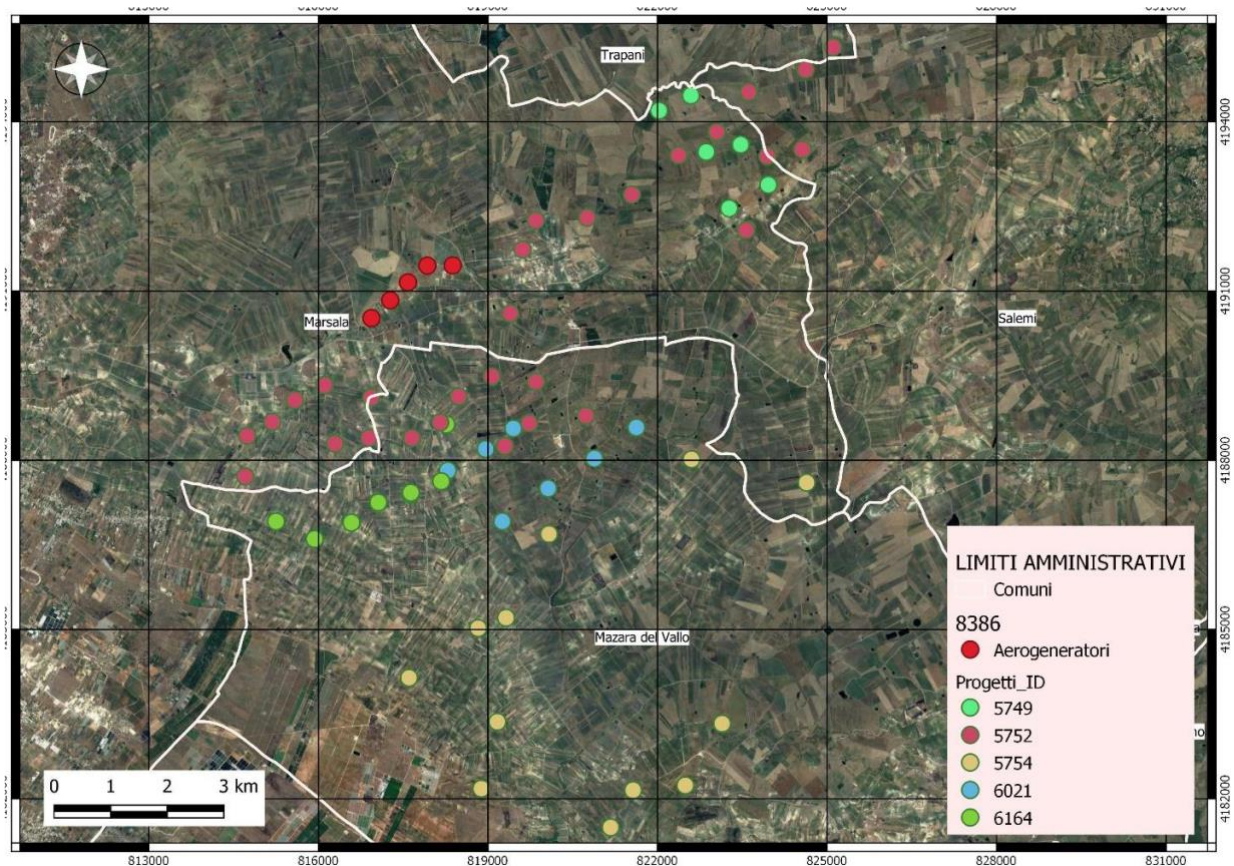 Trapani
4194000
4191000
Marsala
Salemi
4188000
LIMITI AMMINISTRATIVI
Comuni
8386
Aerogeneratori
Progetti_ID
5749
5752
5754
6021
6164
4185000
Mazara del Vallo
no
0 1 2 3 km
4182000
813000 816000 819000 822000 825000 828000 831000